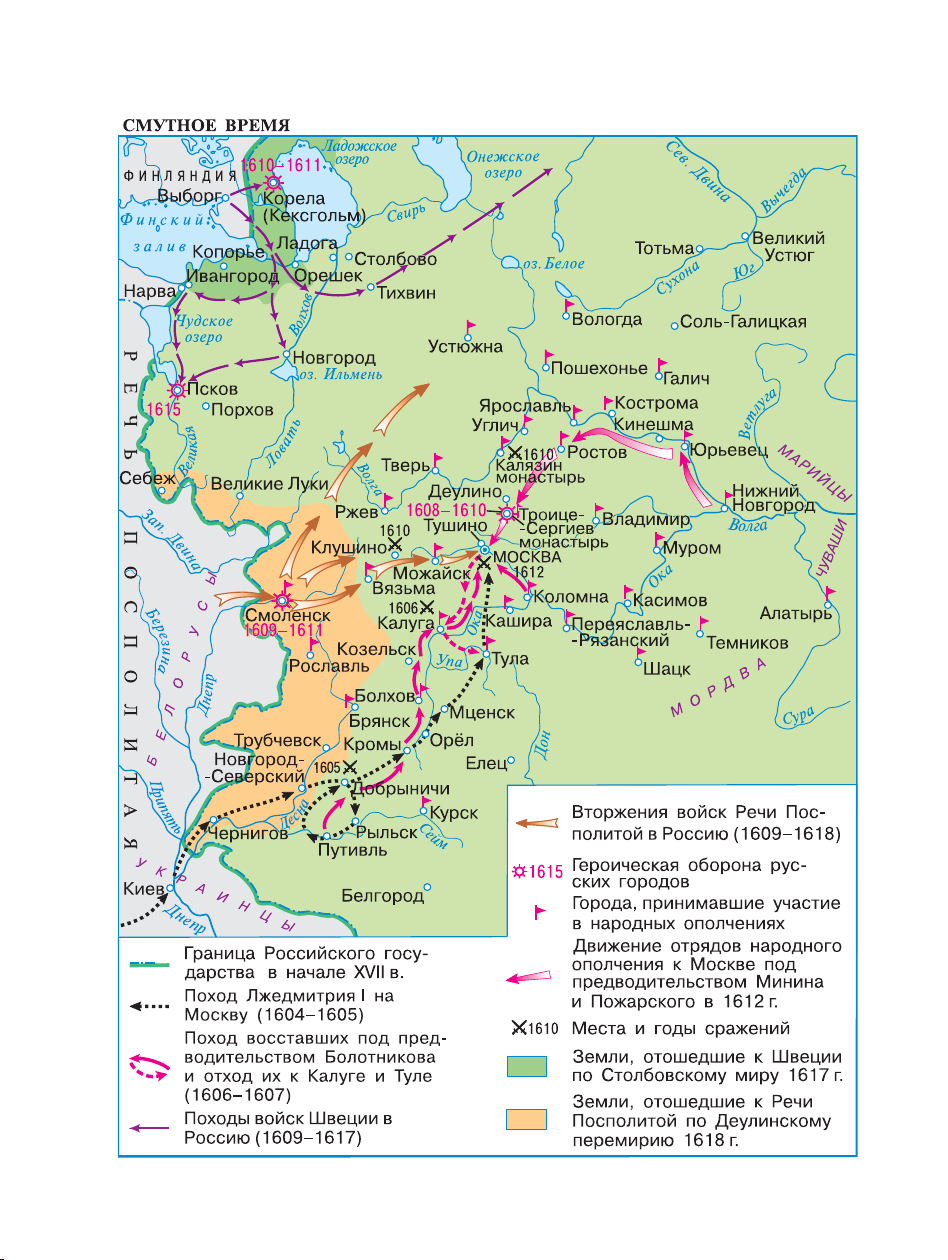 СМУТНОЕ ВРЕМЯ
1610–1611
Ладожское
озеро
Онежское
озеро
Сев. Двина
Вычегда
ФИНЛЯНДИЯ
Выборг
Корела
(Кексгольм)
Свирь
Финский
залив
Копорье
Ладога
Столбово
Тотьма
Великий
Устюг
оз. Белое
Сухона
Юг
Ивангород
Орешек
Нарва
Тихвин
Волхов
Чудское
озеро
Вологда
Соль-Галицкая
Устюжна
Новгород
оз. Ильмень
Пошехонье
Галич
Псков
1615
Порхов
Ярославль
Кострома
Ветлуга
Углич
Кинешма
Великая
Ловать
1610
Калязин
монастырь
Ростов
Юрьевец
МАРИЙЦЫ
Тверь
Волга
Себеж
Великие Луки
Деулино
Нижний
Новгород
Ржев
1608–1610
Троице-
-Сергиев
монастырь
Владимир
Волга
Зап. Двина
1610
Тушино
Клушино
МОСКВА
1612
Муром
ЧУВАШИ
Можайск
Вязьма
Ока
Смоленск
1609–1611
1606
Калуга
Ока
Коломна
Кашира
Касимов
Алатырь
Переяславль-
-Рязанский
Темников
Березина
Козельск
Упа
Тула
Рославль
Шацк
МОРДВА
Днепр
Болхов
Брянск
Мценск
Сура
Трубчевск
Кромы
Орёл
Дон
Новгород-
-Северский
1605
Елец
Добрыничи
Припять
Десна
Курск
Чернигов
Рыльск
Сейм
Путивль
Киев
Белгород
Днепр
РЕЧЬ ПОСПОЛИТАЯ
БЕЛОРУСЫ
УКРАИНЦЫ
Вторжения войск Речи Пос-
политой в Россию (1609–1618)
1615
Героическая оборона рус-
ских городов
Города, принимавшие участие
в народных ополчениях
Движение отрядов народного
ополчения к Москве под
предводительством Минина
и Пожарского в 1612 г.
1610
Места и годы сражений
Земли, отошедшие к Швеции
по Столбовскому миру 1617 г.
Земли, отошедшие к Речи
Посполитой по Деулинскому
перемирию 1618 г.
Граница Российского госу-
дарства в начале XVII в.
Поход Лжедмитрия I на
Москву (1604–1605)
Поход восставших под пред-
водительством Болотникова
и отход их к Калуге и Туле
(1606–1607)
Походы войск Швеции в
Россию (1609–1617)